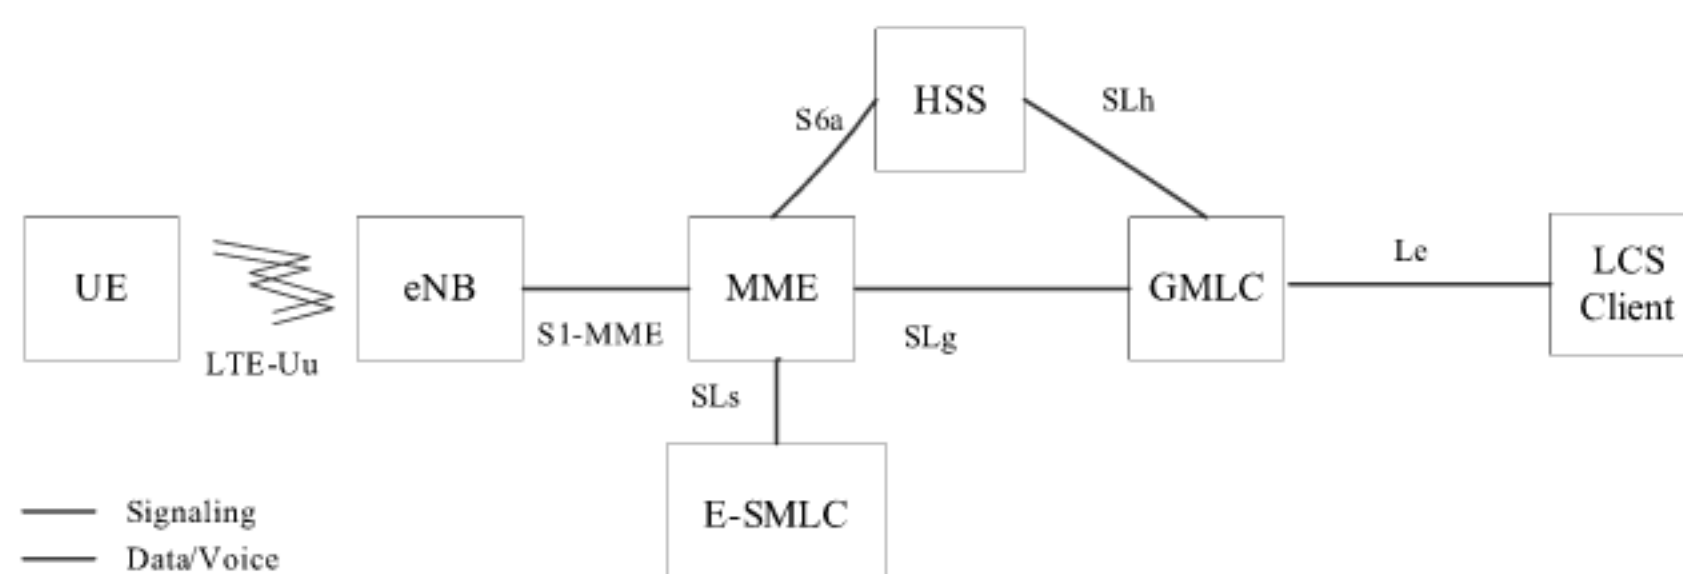 HSS
S6a
SLh
UE
eNB
MME
GMLC
Le
LCS
Client
LTE-Uu
S1-MME
SLg
SLs
E-SMLC
Signaling
Data/Voice